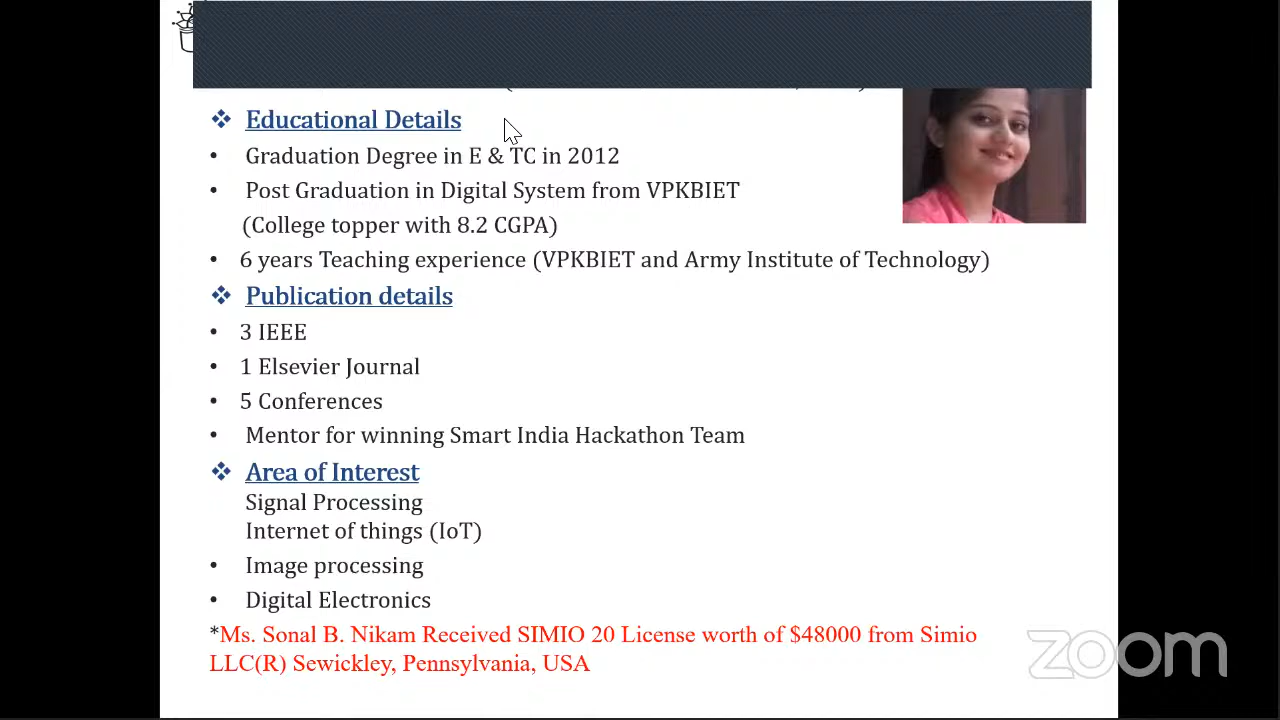 Educational Details
Graduation Degree in E & TC in 2012
Post Graduation in Digital System from VPKBIET
(College topper with 8.2 CGPA)
6 years Teaching experience (VPKBIET and Army Institute of Technology)
Publication details
3 IEEE
1 Elsevier Journal
5 Conferences
Mentor for winning Smart India Hackathon Team
Area of Interest
Signal Processing
Internet of things (IoT)
Image processing
Digital Electronics
*Ms. Sonal B. Nikam Received SIMIO 20 License worth of $48000 from Simio
LLC(R) Sewickley, Pennsylvania, USA
zoom